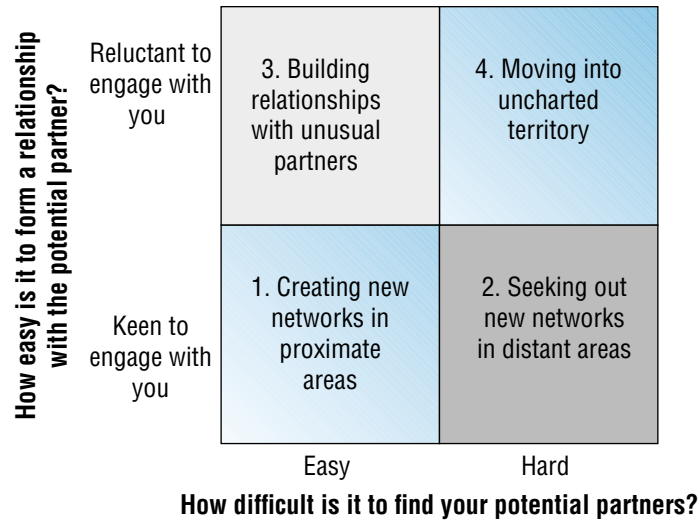 How easy is it to form a relationship
with the potential partner?
Reluctant to
engage with
you
3. Building
relationships
with unusual
partners
4. Moving into
uncharted
territory
Keen to
engage with
you
1. Creating new
networks in
proximate
areas
2. Seeking out
new networks
in distant areas
Easy
Hard
How difficult is it to find your potential partners?